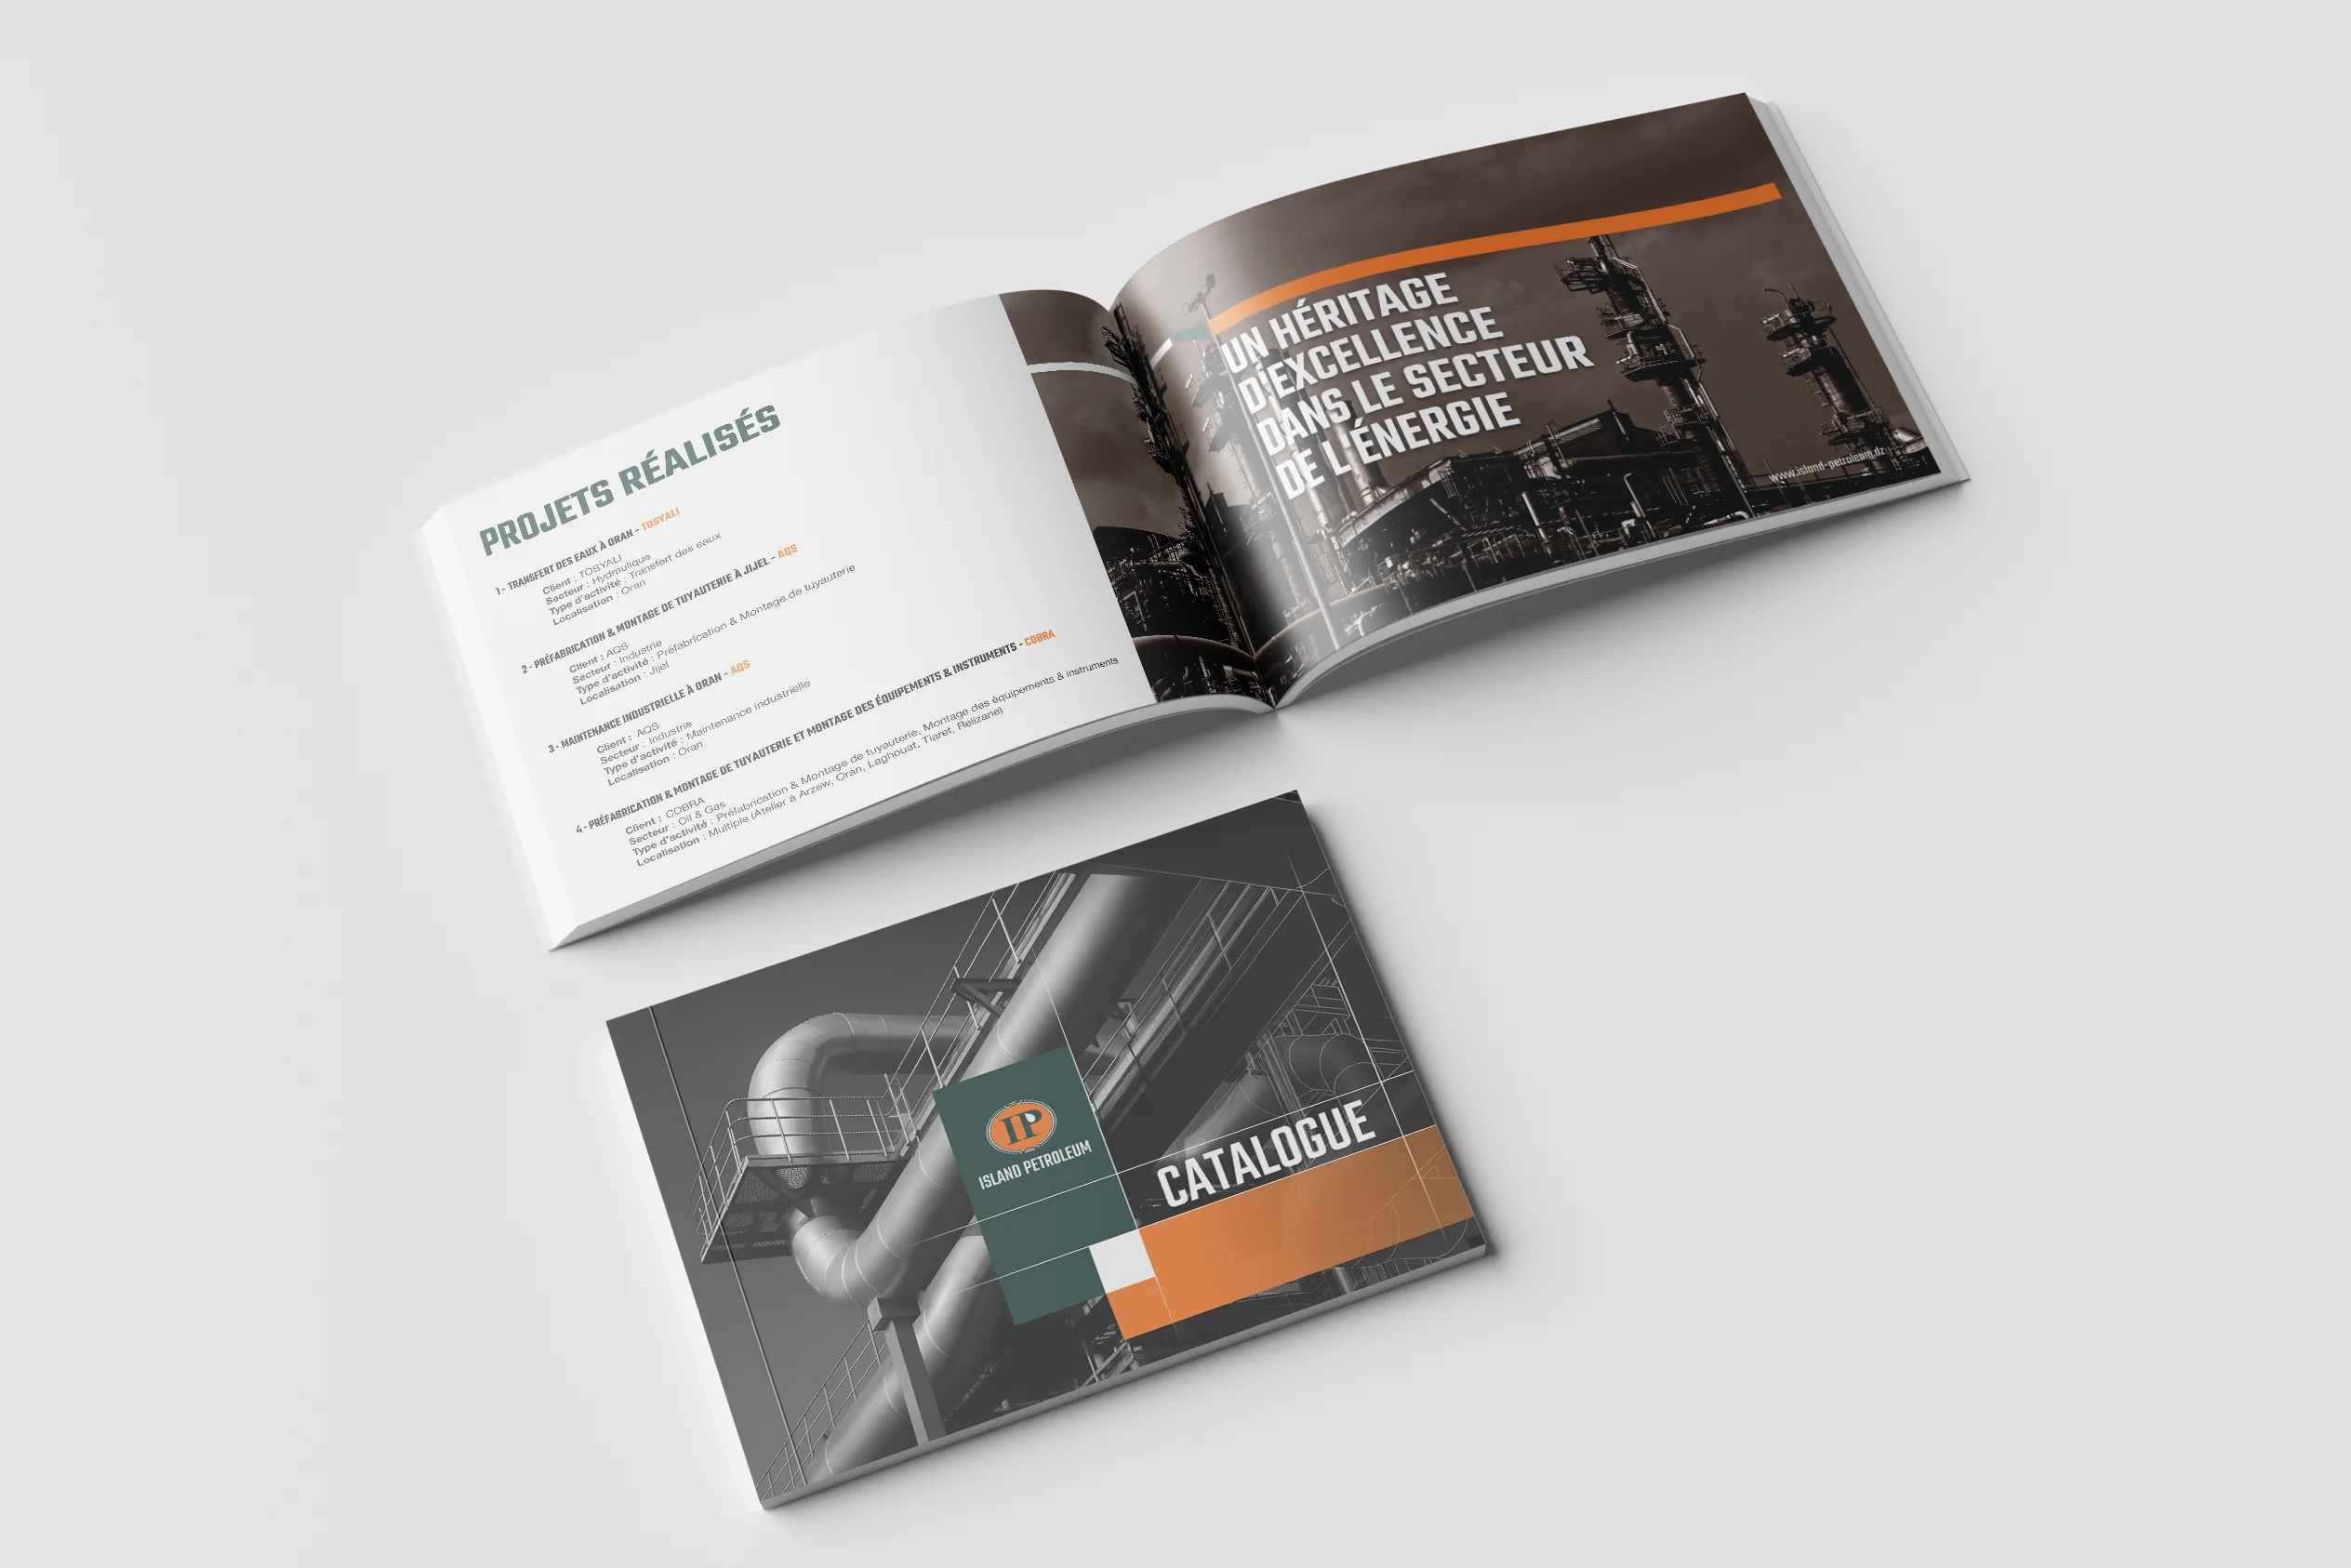 PROJETS RÉALISÉS
1 - TRANSFERT DES EAUX À ORAN - TOSYALI
Client : TOSYALI
Secteur : Hydraulique
Type d'activité : Transfert des eaux
Localisation : Oran
2 - PRÉFABRICATION & MONTAGE DE TUYAUTERIE À JIJEL - AQS
Client : AQS
Secteur : Industrie
Type d'activité : Préfabrication & Montage de tuyauterie
Localisation : Jijel
3 - MAINTENANCE INDUSTRIELLE À ORAN - AQS
Client : AQS
Secteur : Industrie
Type d'activité : Maintenance industrielle
Localisation : Oran
4 - PRÉFABRICATION & MONTAGE DE TUYAUTERIE ET MONTAGE DES ÉQUIPEMENTS & INSTRUMENTS - COBRA
Client : COBRA
Secteur : Oil & Gas
Type d'activité : Préfabrication & Montage de tuyauterie, Montage des équipements & instruments
Localisation : Multiple (Atelier à Arzew, Oran, Laghouat, Tiaret, Relizane)
UN HÉRITAGE
D'EXCELLENCE
DANS LE SECTEUR
DE L'ÉNERGIE
www.island-petroleum.dz
IP
ISLAND PETROLEUM
CATALOGUE